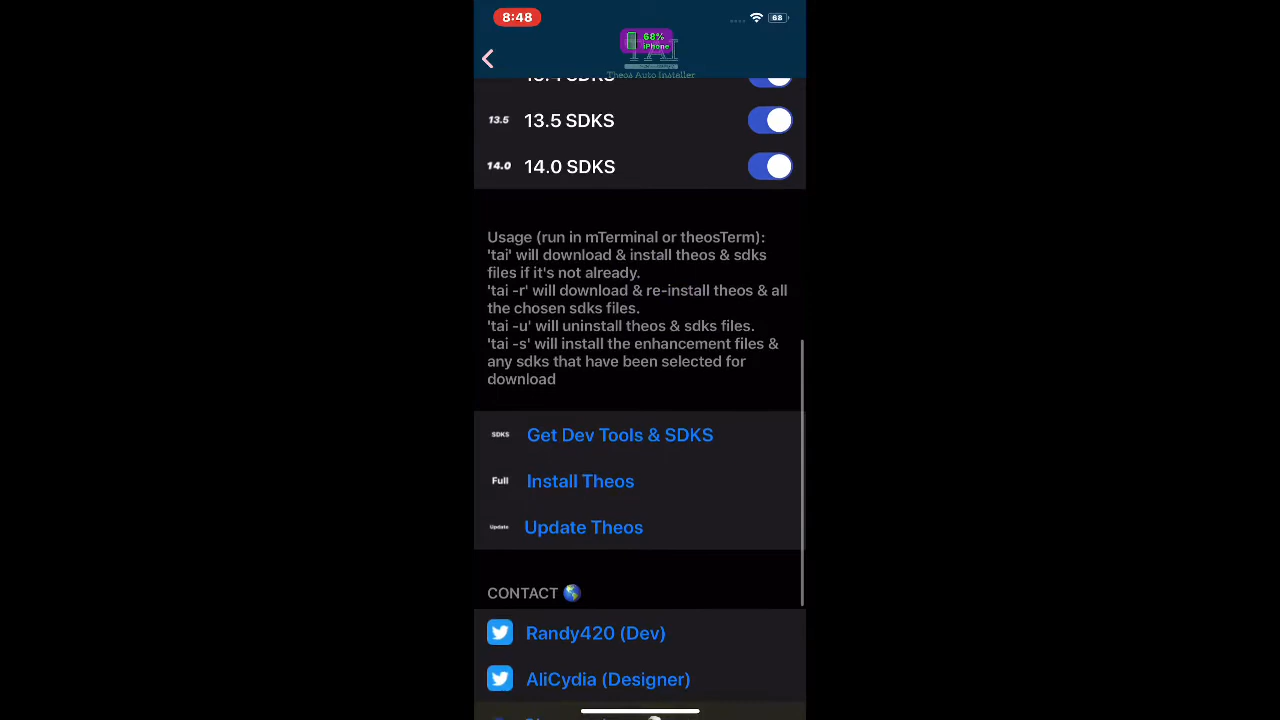 8:48
68
68%
iPhone
TAI
Theos Auto Installer
13.4 SDKS
13.5 13.5 SDKS
14.0 14.0 SDKS
Usage (run in mTerminal or theosTerm):
'tai' will download & install theos & sdks
files if it's not already.
'tai -r' will download & re-install theos & all
the chosen sdks files.
'tai -u' will uninstall theos & sdks files.
'tai -s' will install the enhancement files &
any sdks that have been selected for
download
SDKS Get Dev Tools & SDKS
Full Install Theos
Update Update Theos
CONTACT 🌎
Randy420 (Dev)
AliCydia (Designer)